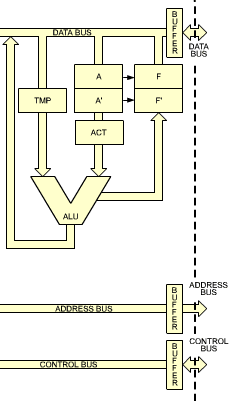 BUFFER
DATA BUS
DATA
BUS
A
F
TMP
A'
F'
ACT
ALU
BUFFER
ADDRESS
BUS
ADDRESS BUS
BUFFER
CONTROL
BUS
CONTROL BUS